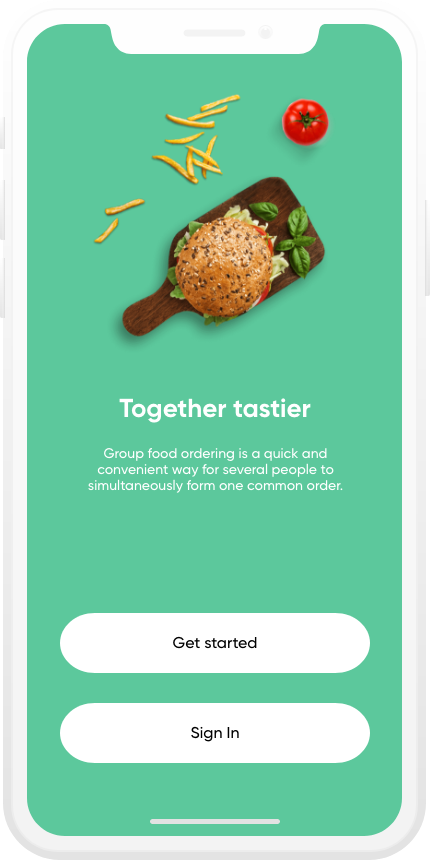 Together tastier
Group food ordering is a quick and
convenient way for several people to
simultaneously form one common order.
Get started
Sign In